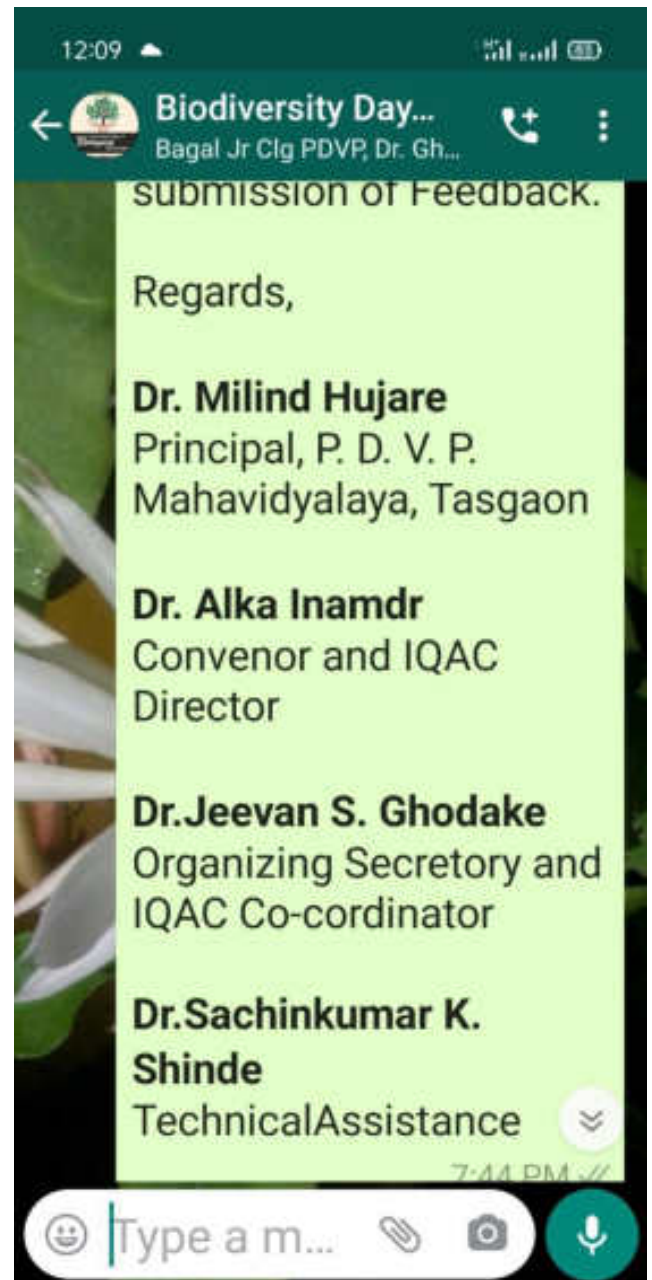 12:09
Biodiversity Day...
Bagal Jr Clg PDVP, Dr. Gh...
submission of Feedback.
Regards,
Dr. Milind Hujare
Principal, P. D. V. P.
Mahavidyalaya, Tasgaon
Dr. Alka Inamdr
Convenor and IQAC
Director
Dr.Jeevan S. Ghodake
Organizing Secretory and
IQAC Co-cordinator
Dr.Sachinkumar K.
Shinde
TechnicalAssistance
7:44 PM
Type a m...